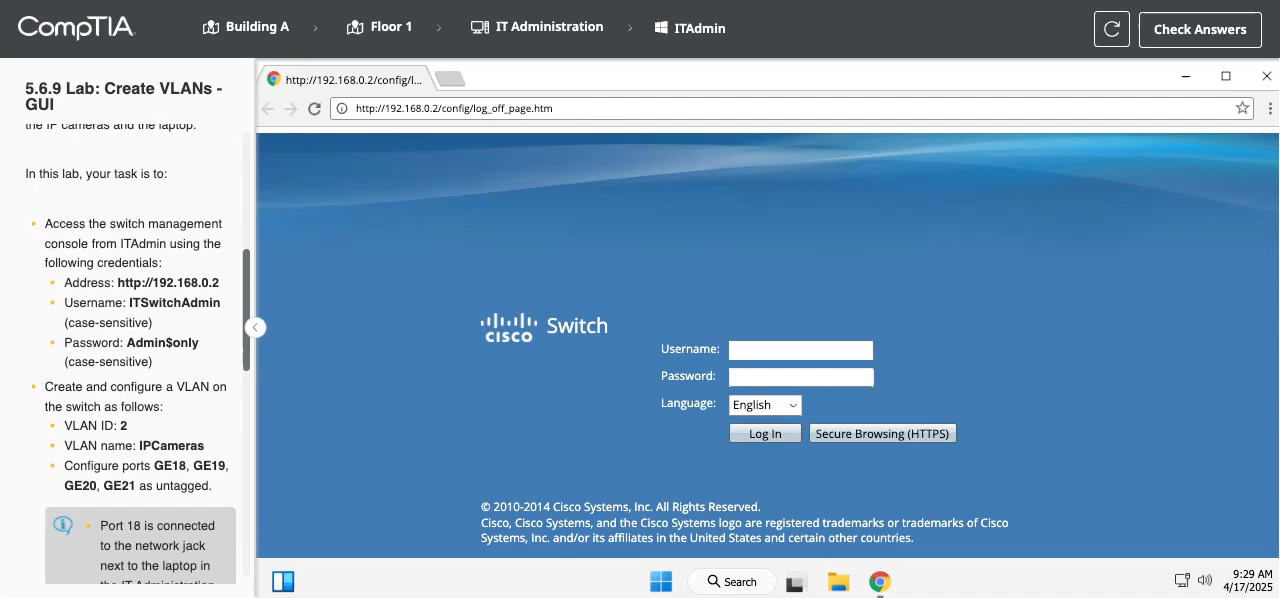 CompTIA.
Building A
Floor 1
IT Administration
ITAdmin
Check Answers
5.6.9 Lab: Create VLANs -
GUI
the IP cameras and the laptop.
In this lab, your task is to:
Access the switch management
console from ITAdmin using the
following credentials:
Address: http://192.168.0.2
Username: ITSwitchAdmin
(case-sensitive)
Password: Admin$only
(case-sensitive)
Create and configure a VLAN on
the switch as follows:
VLAN ID: 2
VLAN name: IPCameras
Configure ports GE18, GE19,
GE20, GE21 as untagged.
Port 18 is connected
to the network jack
next to the laptop in
the IT Administration
http://192.168.0.2/config/l...
http://192.168.0.2/config/log_off_page.htm
CISCO Switch
Username:
Password:
Language: English
Log In Secure Browsing (HTTPS)
© 2010-2014 Cisco Systems, Inc. All Rights Reserved.
Cisco, Cisco Systems, and the Cisco Systems logo are registered trademarks or trademarks of Cisco
Systems, Inc. and/or its affiliates in the United States and certain other countries.
Search
9:29 AM
4/17/2025